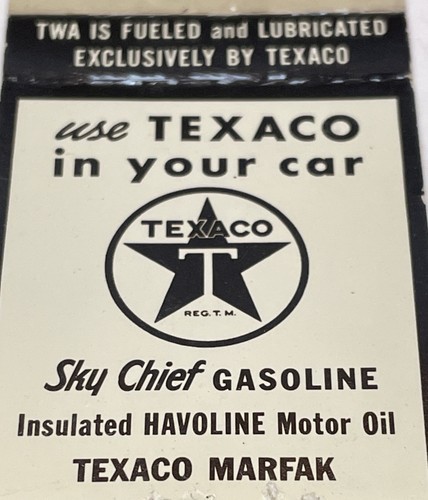 TWA IS FUELED and LUBRICATED
EXCLUSIVELY BY TEXACO
use TEXACO
in your car
TEXACO
T
REG. T. M.
Sky Chief GASOLINE
Insulated HAVOLINE Motor Oil
TEXACO MARFAK